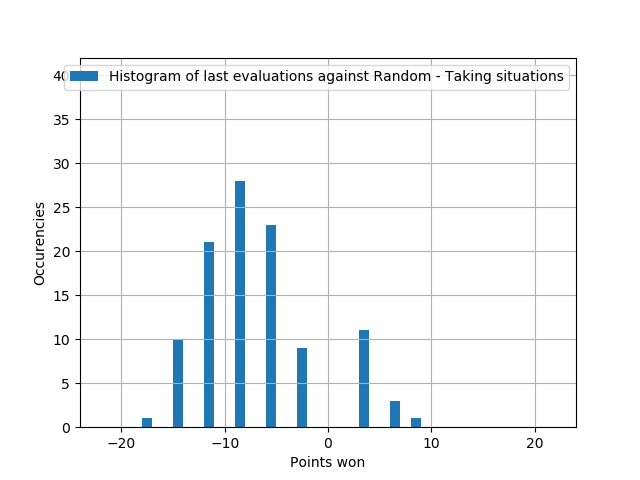 Histogram of last evaluations against Random - Taking situations
40
35
30
25
20
15
10
5
0
Occurencies
−20 −10 0 10 20
Points won